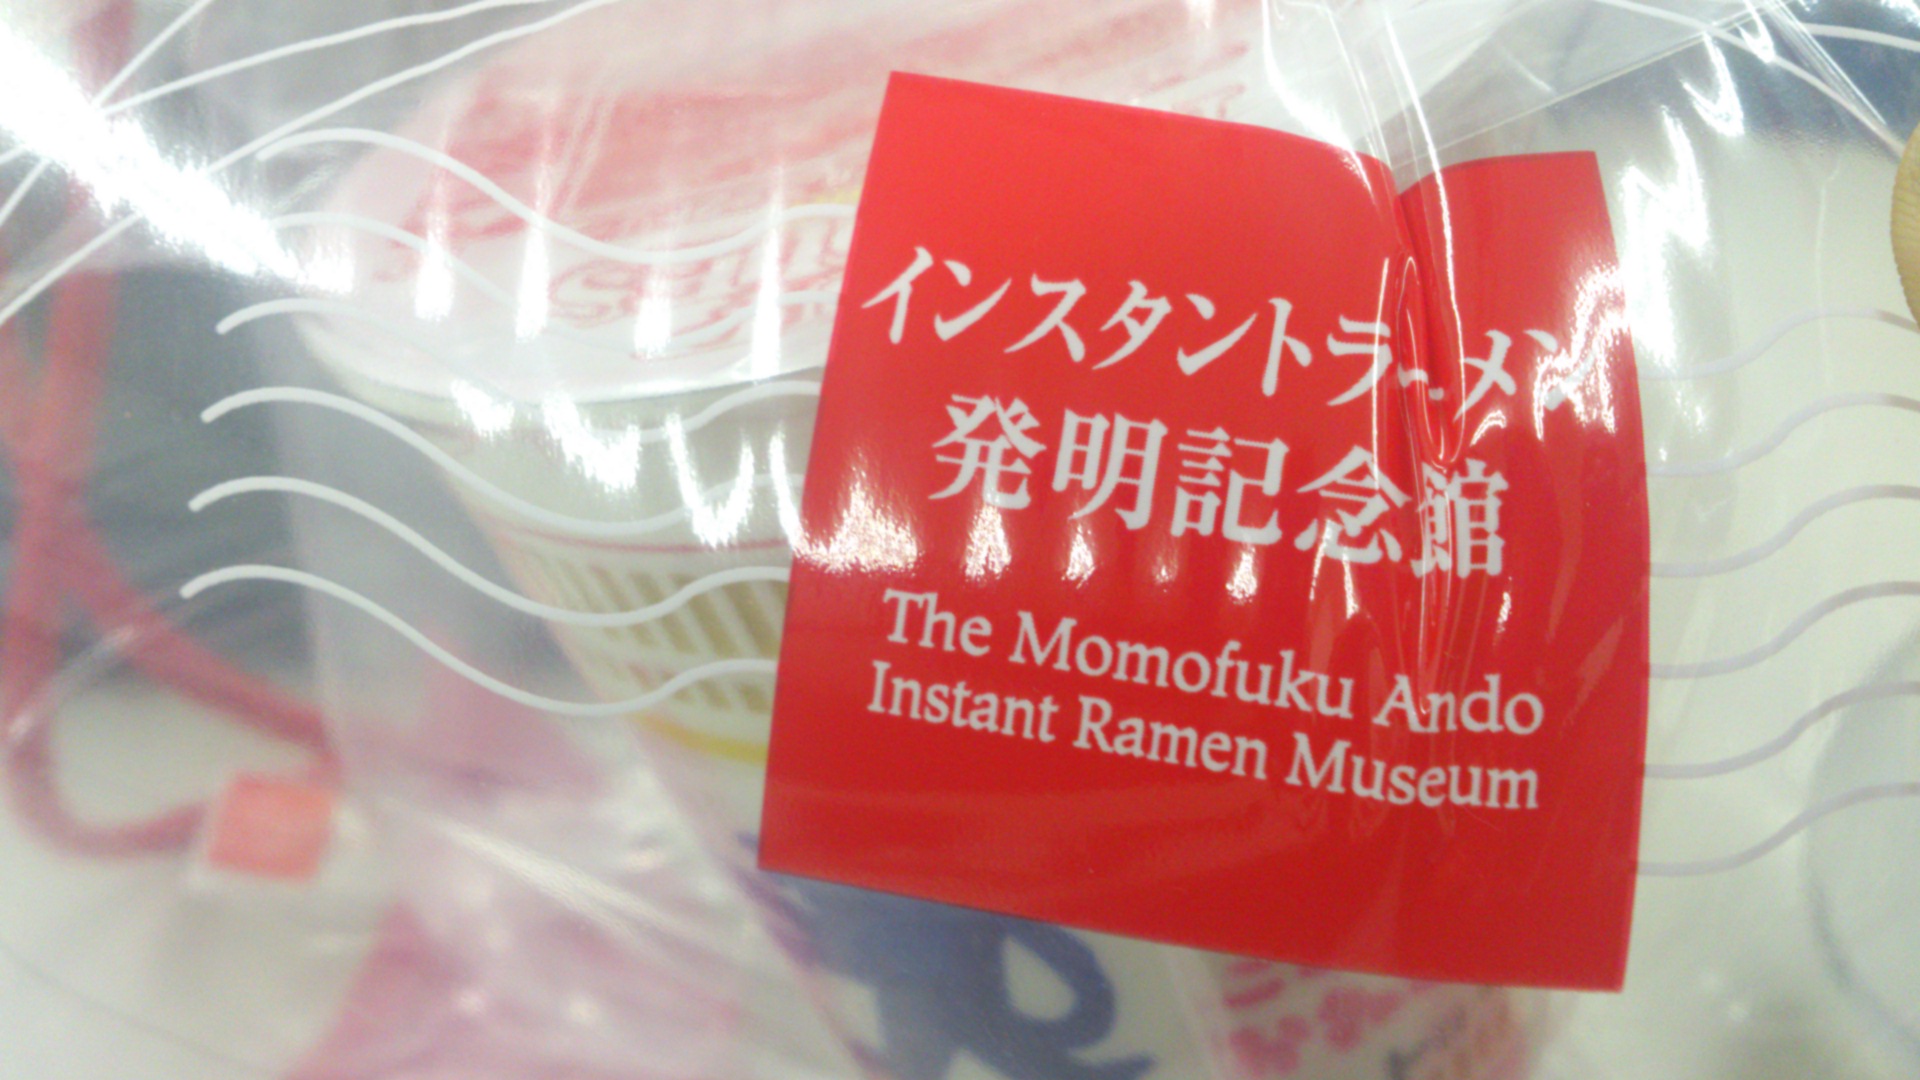 インスタントラーメン
発明記念館
The Momofuku Ando
Instant Ramen Museum